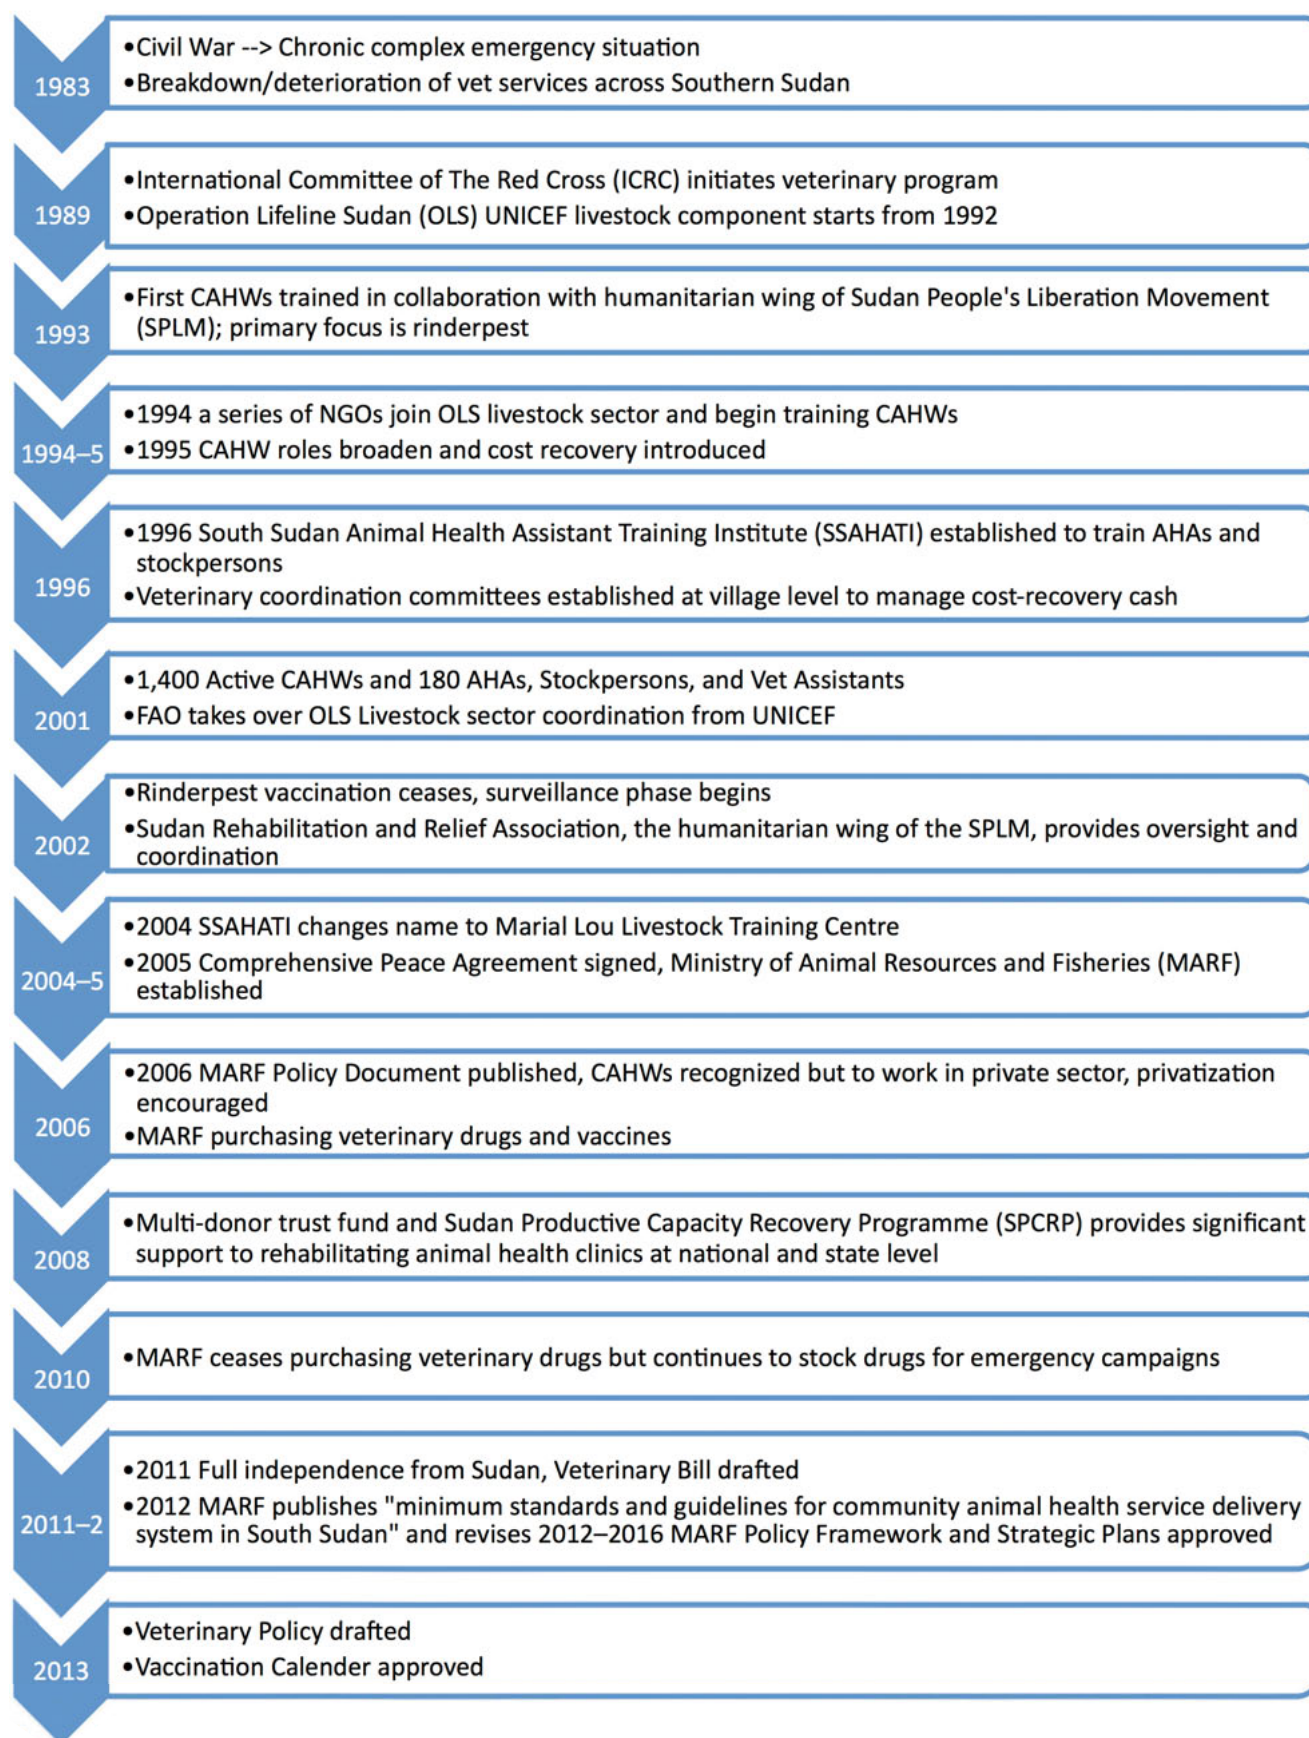 1983
•Civil War --> Chronic complex emergency situation
•Breakdown/deterioration of vet services across Southern Sudan
1989
•International Committee of The Red Cross (ICRC) initiates veterinary program
•Operation Lifeline Sudan (OLS) UNICEF livestock component starts from 1992
1993
•First CAHWs trained in collaboration with humanitarian wing of Sudan People's Liberation Movement
(SPLM); primary focus is rinderpest
1994–5
•1994 a series of NGOs join OLS livestock sector and begin training CAHWs
•1995 CAHW roles broaden and cost recovery introduced
1996
•1996 South Sudan Animal Health Assistant Training Institute (SSAHATI) established to train AHAs and
stockpersons
•Veterinary coordination committees established at village level to manage cost-recovery cash
2001
•1,400 Active CAHWs and 180 AHAs, Stockpersons, and Vet Assistants
•FAO takes over OLS Livestock sector coordination from UNICEF
2002
•Rinderpest vaccination ceases, surveillance phase begins
•Sudan Rehabilitation and Relief Association, the humanitarian wing of the SPLM, provides oversight and
coordination
2004–5
•2004 SSAHATI changes name to Marial Lou Livestock Training Centre
•2005 Comprehensive Peace Agreement signed, Ministry of Animal Resources and Fisheries (MARF)
established
2006
•2006 MARF Policy Document published, CAHWs recognized but to work in private sector, privatization
encouraged
•MARF purchasing veterinary drugs and vaccines
2008
•Multi-donor trust fund and Sudan Productive Capacity Recovery Programme (SPCRP) provides significant
support to rehabilitating animal health clinics at national and state level
2010
•MARF ceases purchasing veterinary drugs but continues to stock drugs for emergency campaigns
2011–2
•2011 Full independence from Sudan, Veterinary Bill drafted
•2012 MARF publishes "minimum standards and guidelines for community animal health service delivery
system in South Sudan" and revises 2012–2016 MARF Policy Framework and Strategic Plans approved
2013
•Veterinary Policy drafted
•Vaccination Calender approved